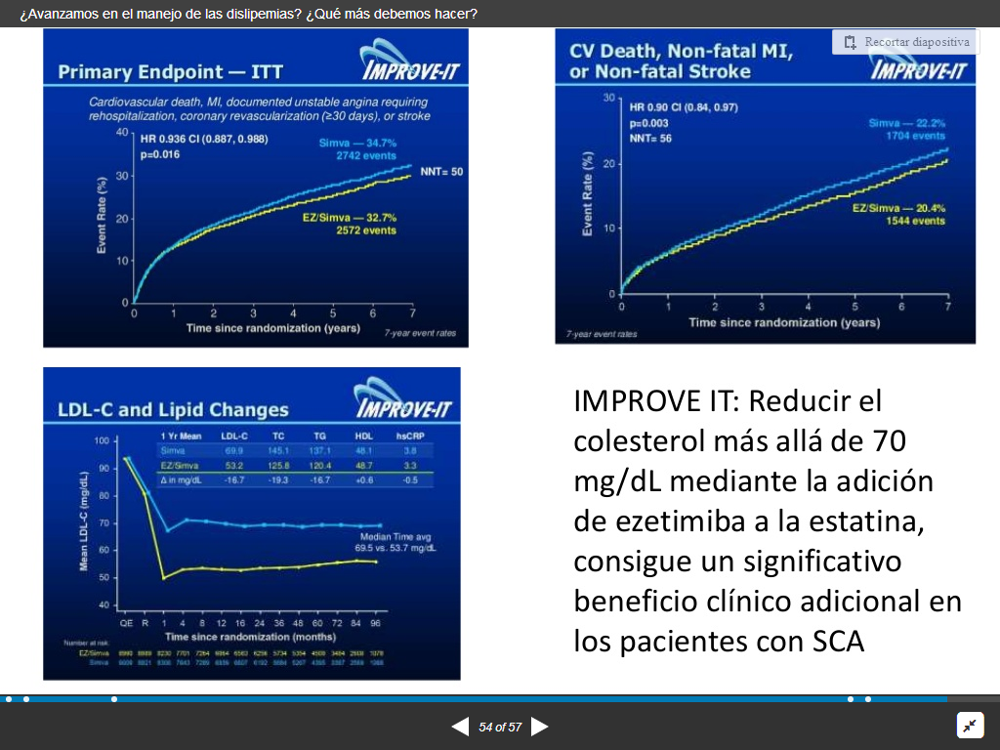 ¿Avanzamos en el manejo de las dislipemias? ¿Qué más debemos hacer?
Recortar diapositiva
Primary Endpoint — ITT
IMPROVE-IT
Cardiovascular death, MI, documented unstable angina requiring
rehospitalization, coronary revascularization (≥30 days), or stroke
HR 0.936 CI (0.887, 0.988)
p=0.016
Simva — 34.7%
2742 events
NNT= 50
EZ/Simva — 32.7%
2572 events
Event Rate (%)
40
30
20
10
0
0 1 2 3 4 5 6 7
Time since randomization (years)
7-year event rates
CV Death, Non-fatal MI,
or Non-fatal Stroke
IMPROVE-IT
HR 0.90 CI (0.84, 0.97)
p=0.003
NNT= 56
Simva — 22.2%
1704 events
EZ/Simva — 20.4%
1544 events
Event Rate (%)
30
20
10
0
0 1 2 3 4 5 6 7
Time since randomization (years)
7-year event rates
LDL-C and Lipid Changes
IMPROVE-IT
1 Yr Mean LDL-C TC TG HDL hsCRP
Simva 69.9 145.1 137.1 48.1 3.8
EZ/Simva 53.2 125.8 120.4 48.7 3.3
Δ in mg/dL -16.7 -19.3 -16.7 +0.6 -0.5
Mean LDL-C (mg/dL)
100
90
80
70
60
50
40
Median Time avg
69.5 vs. 53.7 mg/dL
QE R 1 4 8 12 16 24 36 48 60 72 84 96
Time since randomization (months)
Number at risk:
EZ/Simva
Simva
IMPROVE IT: Reducir el
colesterol más allá de 70
mg/dL mediante la adición
de ezetimiba a la estatina,
consigue un significativo
beneficio clínico adicional en
los pacientes con SCA
54 of 57